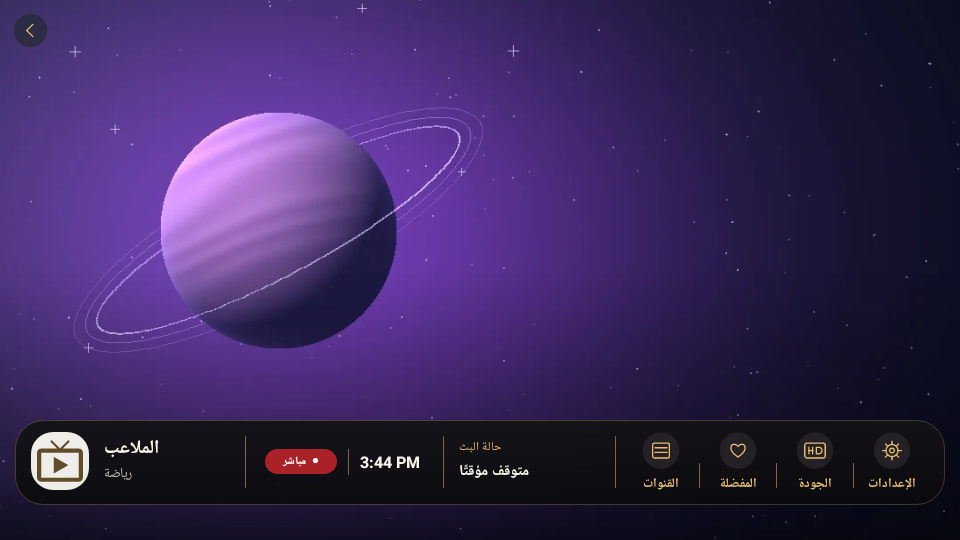 الملاعب
رياضة
مباشر
3:44 PM
حالة البث
متوقف مؤقتًا
القنوات
المفضلة
HD
الجودة
الإعدادات